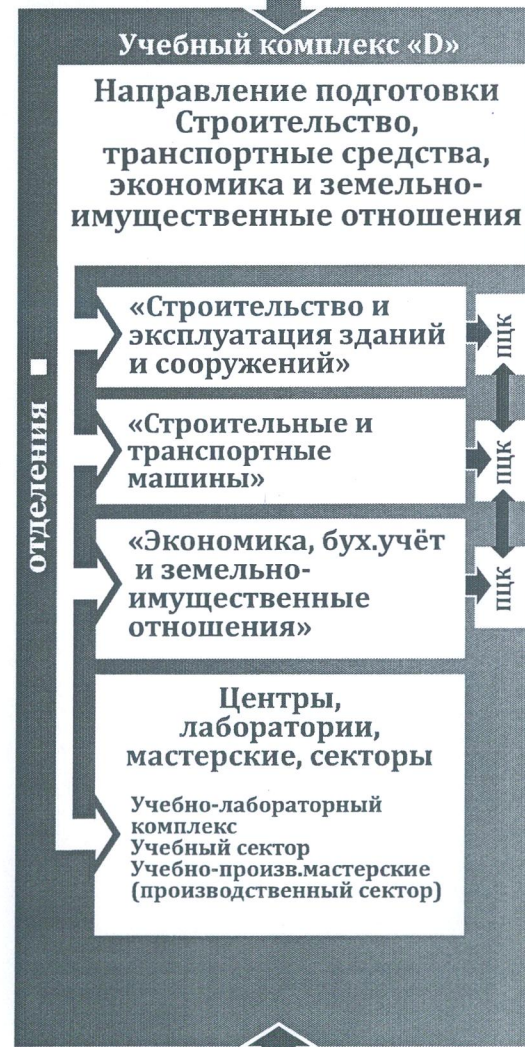 Учебный комплекс «D»
Направление подготовки
Строительство,
транспортные средства,
экономика и земельно-
имущественные отношения
отделения
«Строительство и
эксплуатация зданий
и сооружений»
ПЦК
«Строительные и
транспортные
машины»
ПЦК
«Экономика, бух.учёт
и земельно-
имущественные
отношения»
ПЦК
Центры,
лаборатории,
мастерские, секторы
Учебно-лабораторный
комплекс
Учебный сектор
Учебно-произв.мастерские
(производственный сектор)